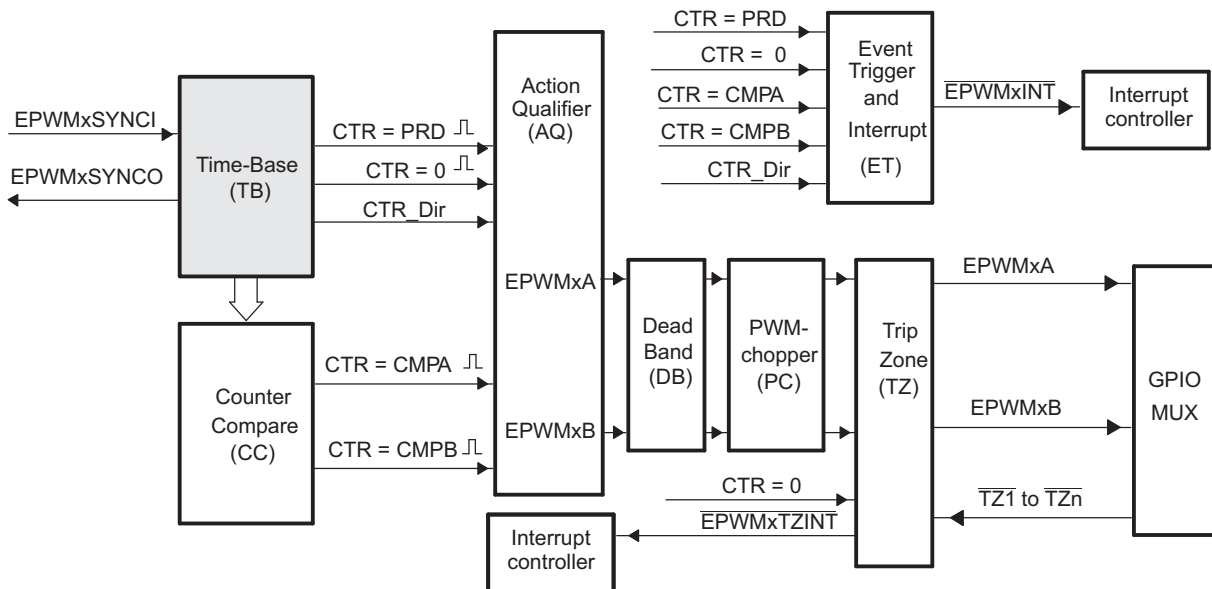 EPWMxSYNCI
EPWMxSYNCO
Time-Base
(TB)
CTR = PRD
CTR = 0
CTR_Dir
Counter
Compare
(CC)
CTR = CMPA
CTR = CMPB
Action
Qualifier
(AQ)
EPWMxA
EPWMxB
CTR = PRD
CTR = 0
CTR = CMPA
CTR = CMPB
CTR_Dir
Event
Trigger
and
Interrupt
(ET)
EPWMxINT
Interrupt
controller
Dead
Band
(DB)
PWM-
chopper
(PC)
Trip
Zone
(TZ)
EPWMxA
EPWMxB
TZ1 to TZn
GPIO
MUX
CTR = 0
EPWMxTZINT
Interrupt
controller